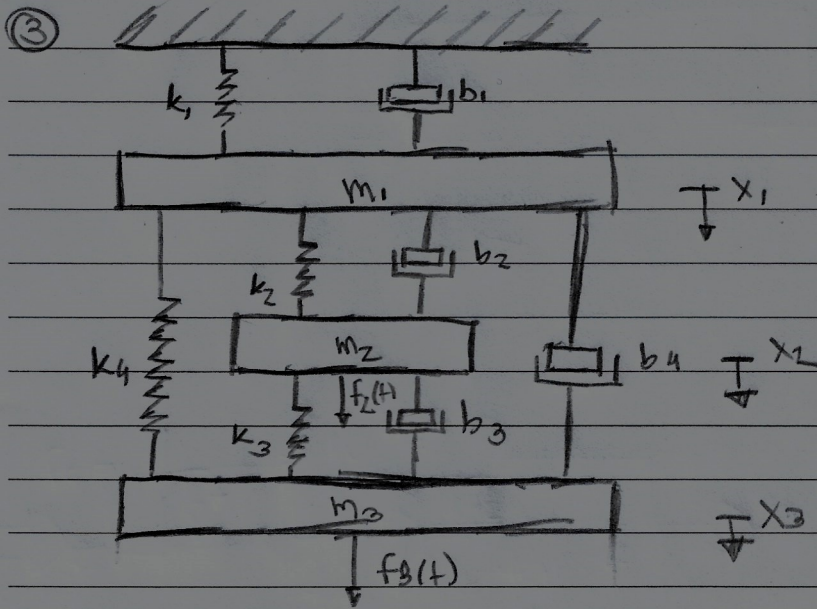 ③
k₁
b₁
m₁
x₁
k₂
b₂
m₂
x₂
k₄
b₄
f₂(t)
k₃
b₃
m₃
x₃
f₃(t)